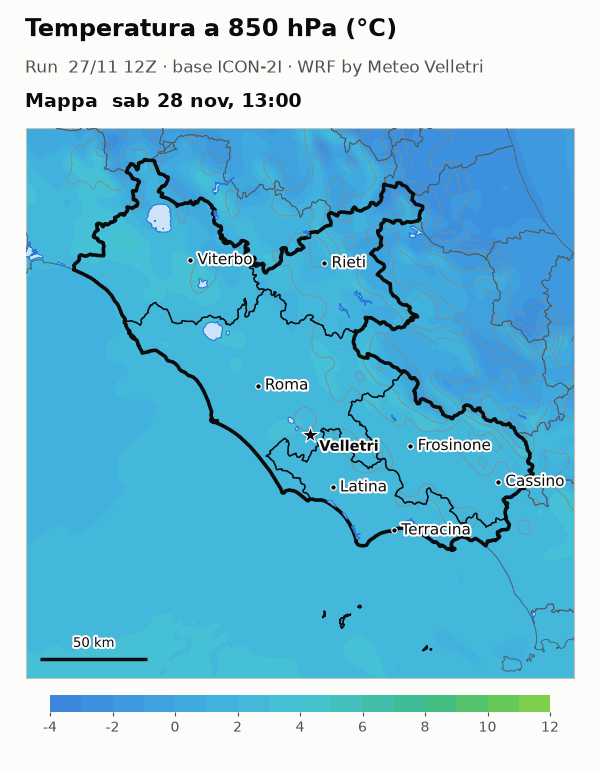 Temperatura a 850 hPa (°C)
Run  27/11 12Z · base ICON-2I · WRF by Meteo Velletri
Mappa  sab 28 nov, 13:00
Viterbo
Rieti
Roma
Velletri
Frosinone
Latina
Cassino
Terracina
50 km
-4 -2 0 2 4 6 8 10 12